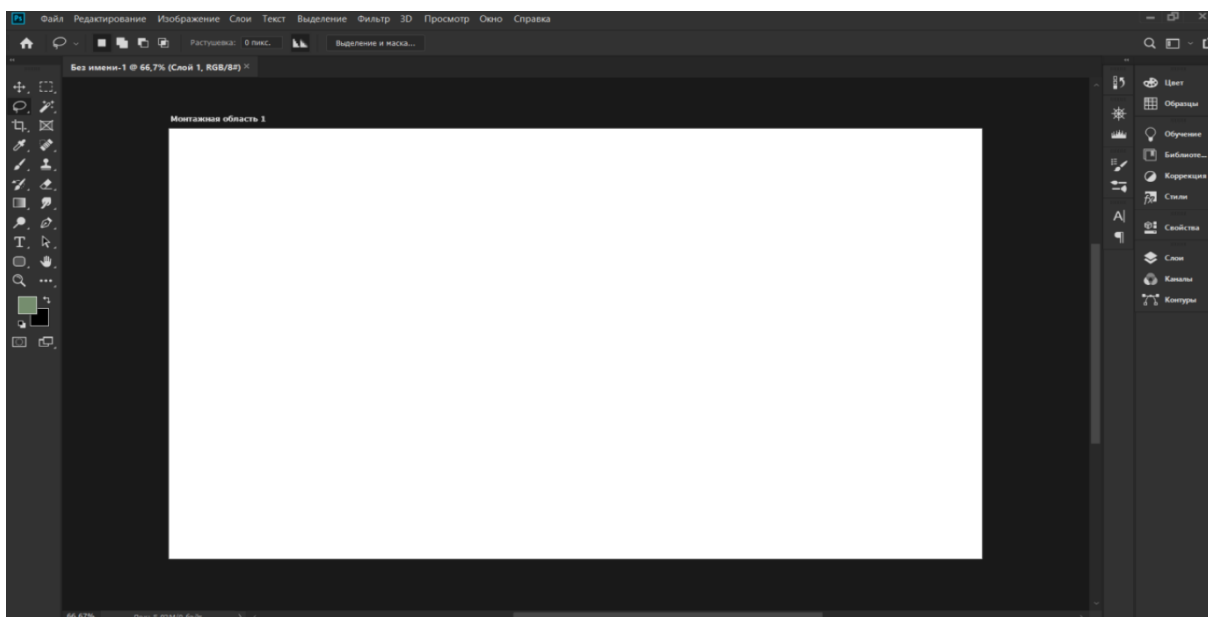 Ps Файл Редактирование Изображение Слои Текст Выделение Фильтр 3D Просмотр Окно Справка
Растушевка: 0 пикс. Выделение и маска...
Без имени-1 @ 66,7% (Слой 1, RGB/8#) ×
Монтажная область 1
Цвет
Образцы
Обучение
Библиоте...
Коррекция
Стили
Свойства
Слои
Каналы
Контуры
66,67%